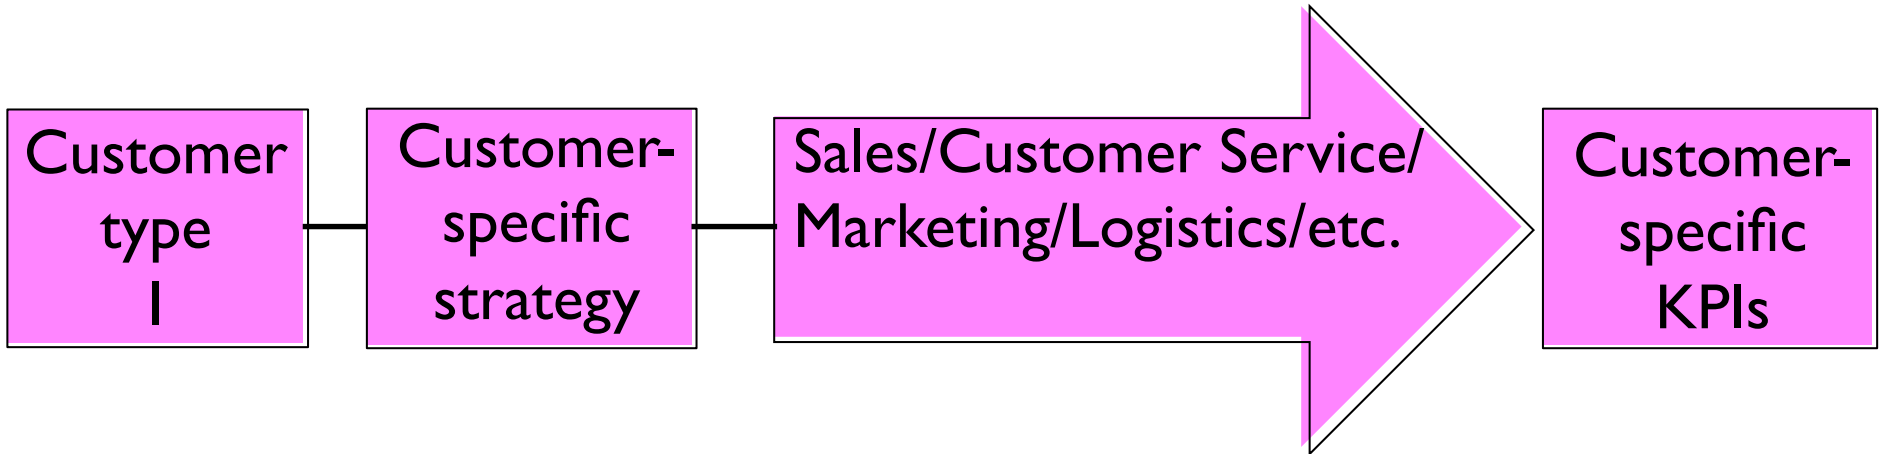 Customer
type
1
Customer-
specific
strategy
Sales/Customer Service/
Marketing/Logistics/etc.
Customer-
specific
KPIs